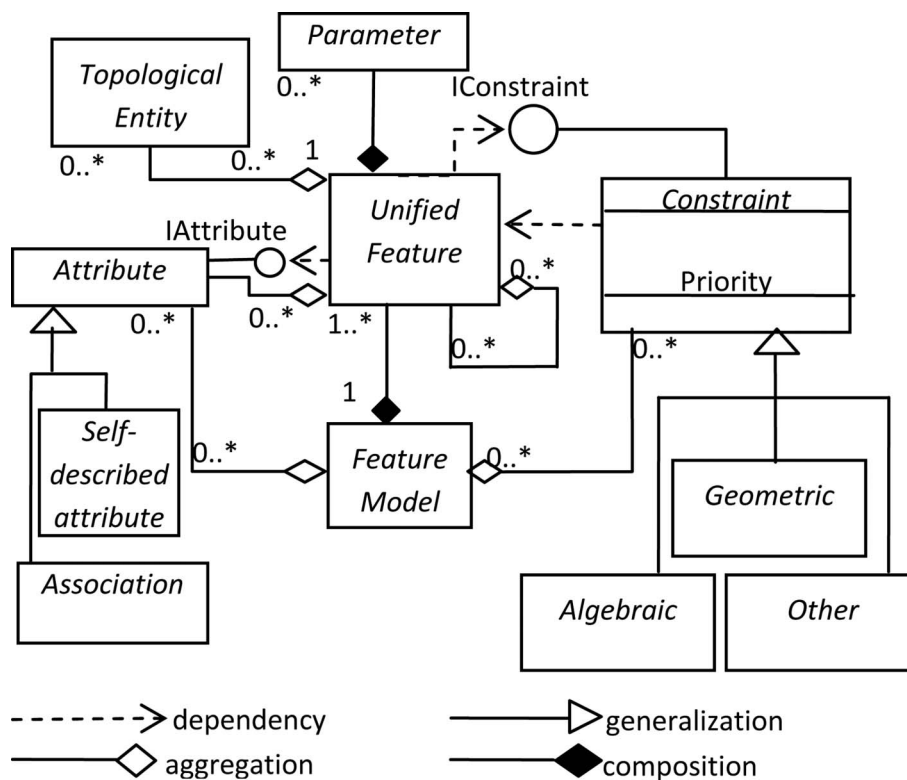 Parameter
0..*
Topological
Entity
0..*
0..*
1
IConstraint
Unified
Feature
Constraint
Priority
IAttribute
Attribute
0..*
0..*
1..*
0..*
0..*
0..*
1
Self-
described
attribute
0..*
Feature
Model
0..*
Geometric
Association
Algebraic
Other
dependency
generalization
aggregation
composition